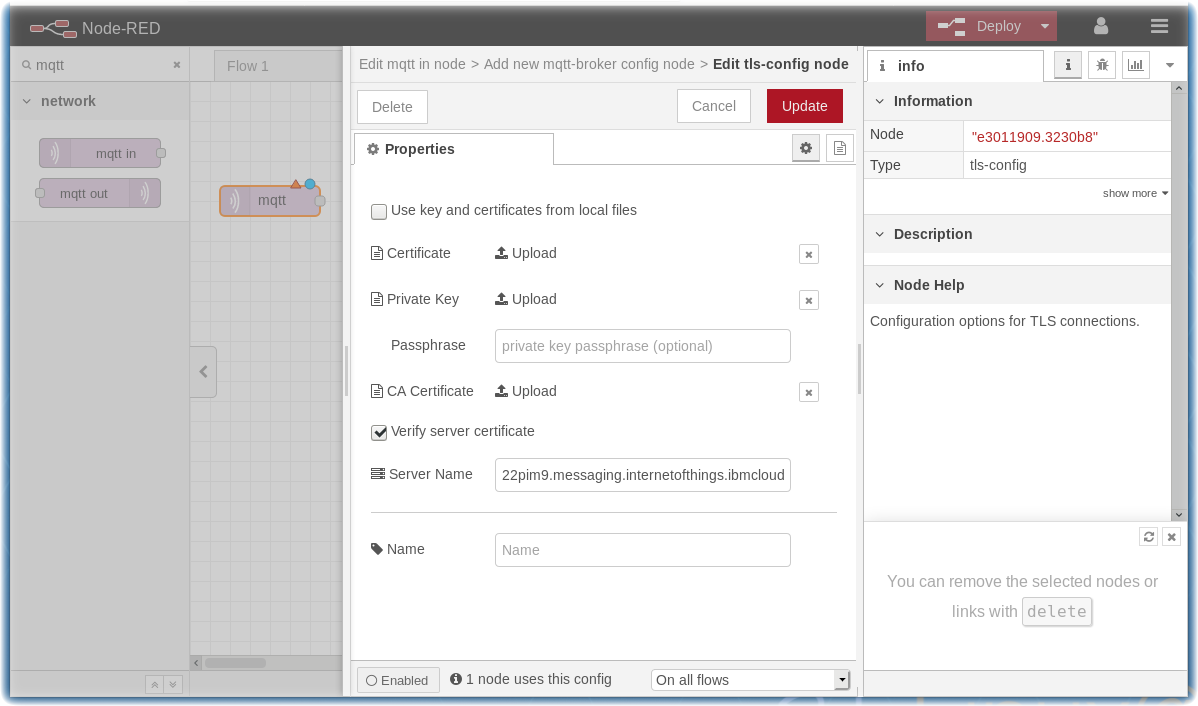 Node-RED
Deploy
mqtt
Flow 1
network
mqtt in
mqtt out
mqtt
Edit mqtt in node > Add new mqtt-broker config node > Edit tls-config node
Delete
Cancel
Update
Properties
Use key and certificates from local files
Certificate
Upload
Private Key
Upload
Passphrase
private key passphrase (optional)
CA Certificate
Upload
Verify server certificate
Server Name
22pim9.messaging.internetofthings.ibmcloud
Name
Name
Enabled
1 node uses this config
On all flows
info
Information
Node
"e3011909.3230b8"
Type
tls-config
show more
Description
Node Help
Configuration options for TLS connections.
You can remove the selected nodes or
links with delete